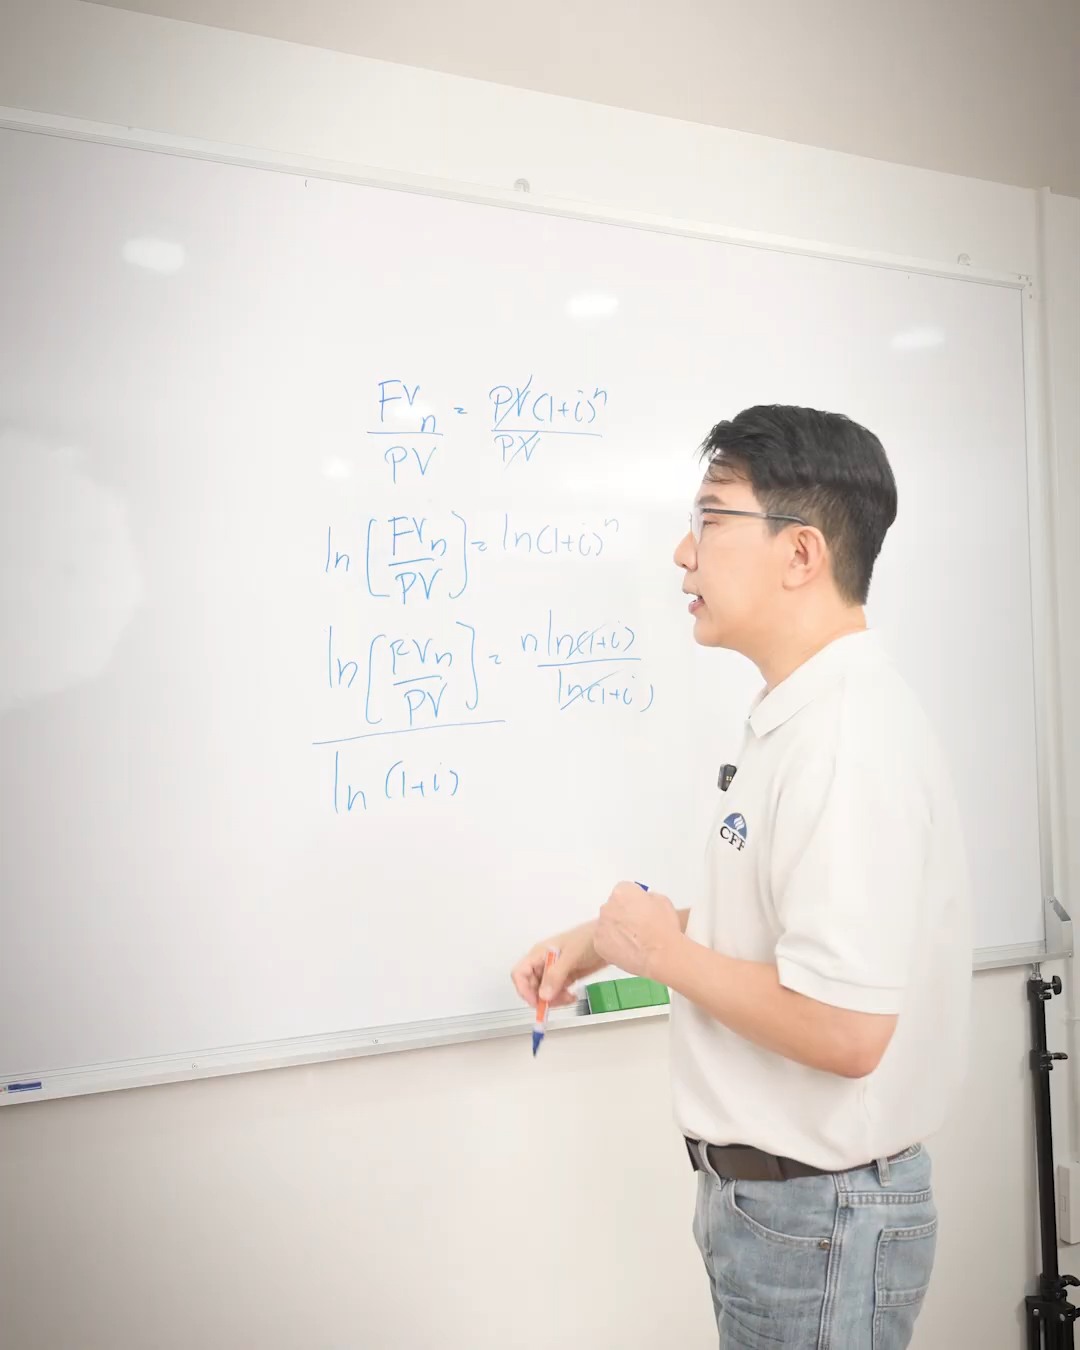 FVn = PV(1+i)^n
PV PV
ln [FVn] = ln(1+i)^n
PV
ln [FVn] = n ln(1+i)
PV ln(1+i)
ln (1+i)
CFP